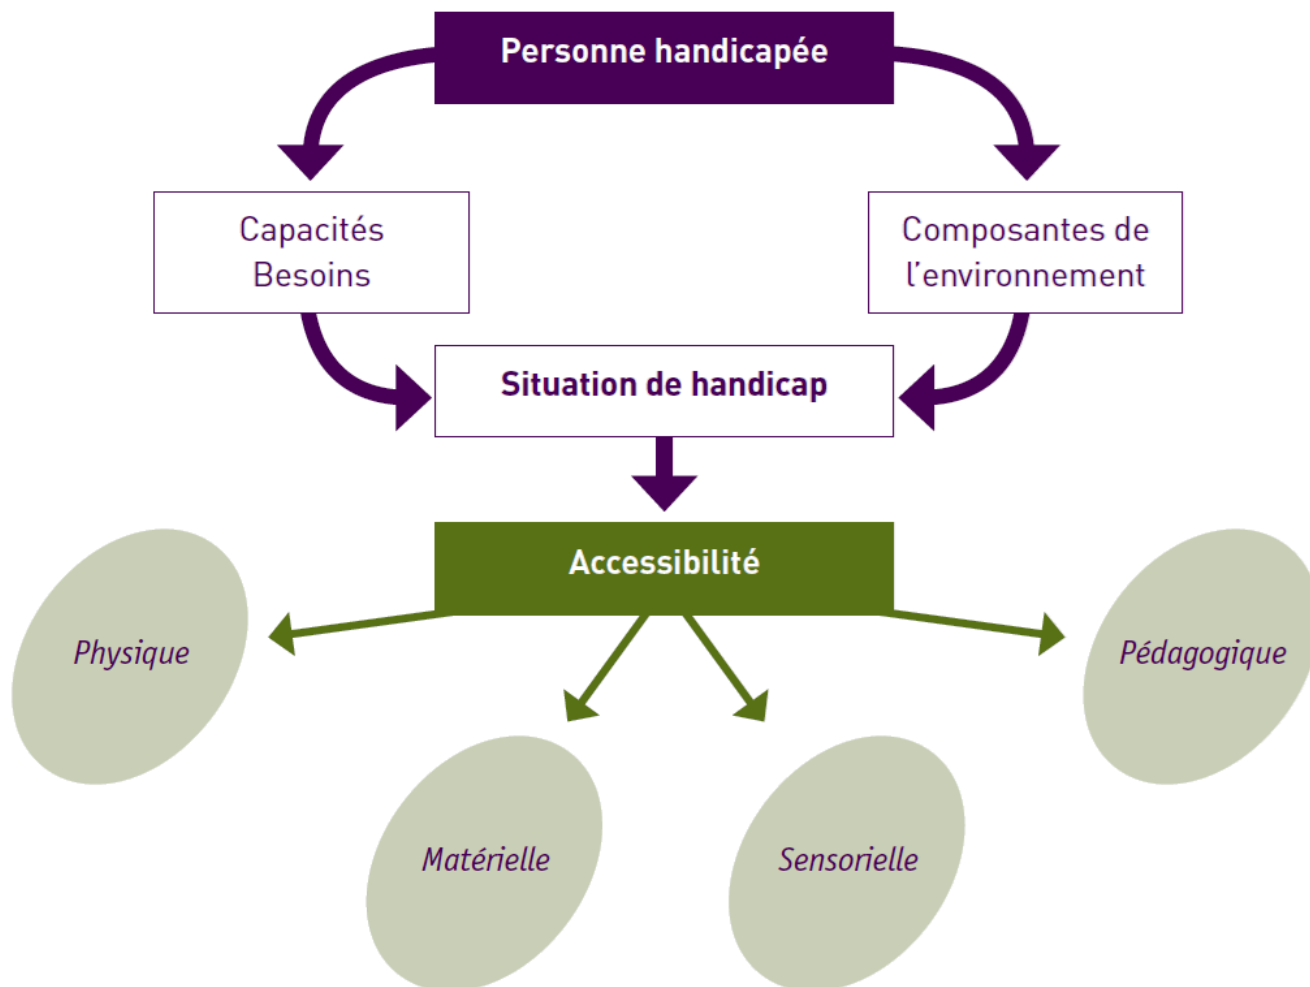 Personne handicapée
Capacités
Besoins
Composantes de
l'environnement
Situation de handicap
Accessibilité
Physique
Pédagogique
Matérielle
Sensorielle